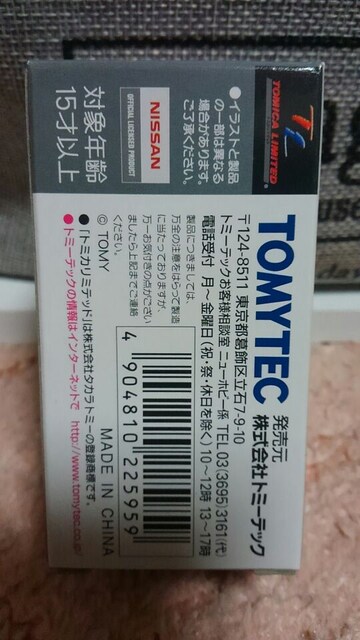 TOMICA LIMITED
●イラストと製品
の一部は異なる
場合があります。
ご了承ください。
NISSAN
OFFICIAL LICENSED PRODUCT
対象年齢
15才以上
TOMYTEC
発売元
株式会社トミーテック
〒124-8511 東京都葛飾区立石7-9-10
トミーテックお客様相談室 ニューホビー係 TEL 03(3695)3161(代)
電話受付 月〜金曜日(祝・祭・休日を除く) 10〜12時 13〜17時
製品につきましては、
万全の注意をはらって製造
に当たっておりますが、
万一お気付きの点がござい
ましたら上記までご連絡
ください。
© TOMY
4 904810 225959
MADE IN CHINA
●「トミカリミテッド」は株式会社タカラトミーの登録商標です。
●トミーテックの情報はインターネットで http://www.tomytec.co.jp/